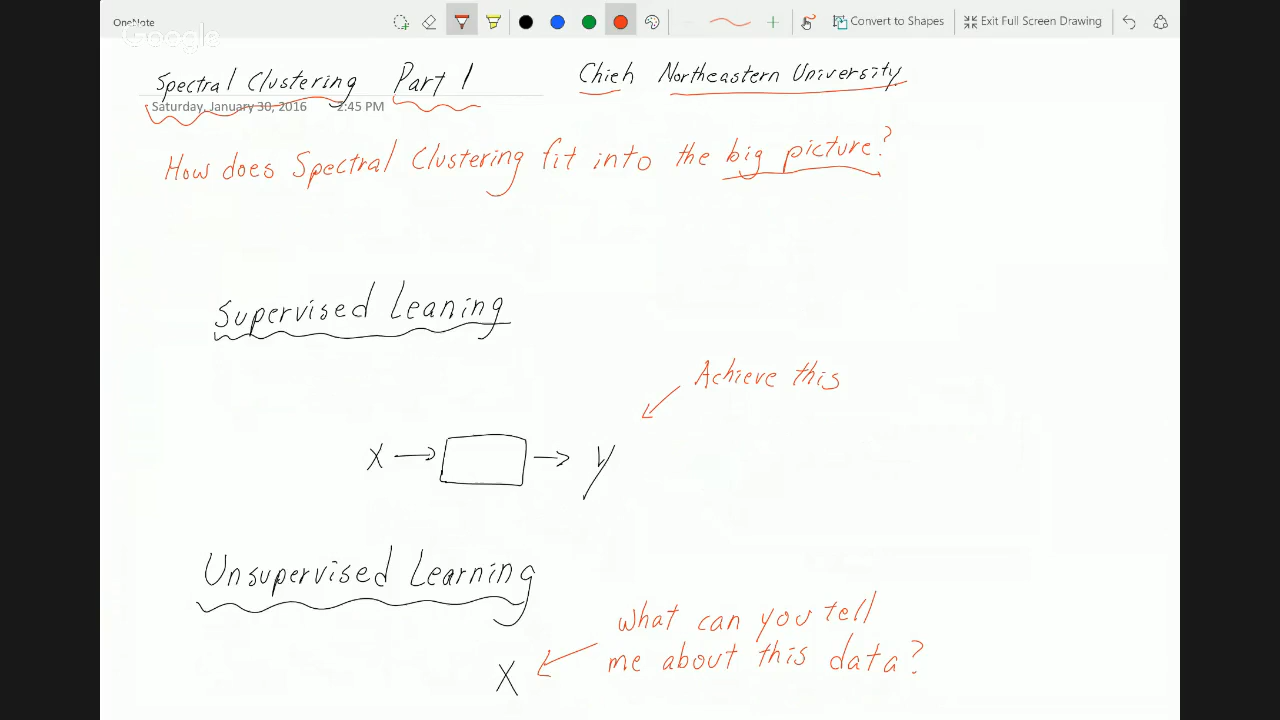 OneNote
Convert to Shapes
Exit Full Screen Drawing
Google
Spectral Clustering Part 1 Chieh Northeastern University
Saturday, January 30, 2016 2:45 PM
How does Spectral Clustering fit into the big picture?
Supervised Leaning
Achieve this
x → → y
Unsupervised Learning
What can you tell
me about this data?
X